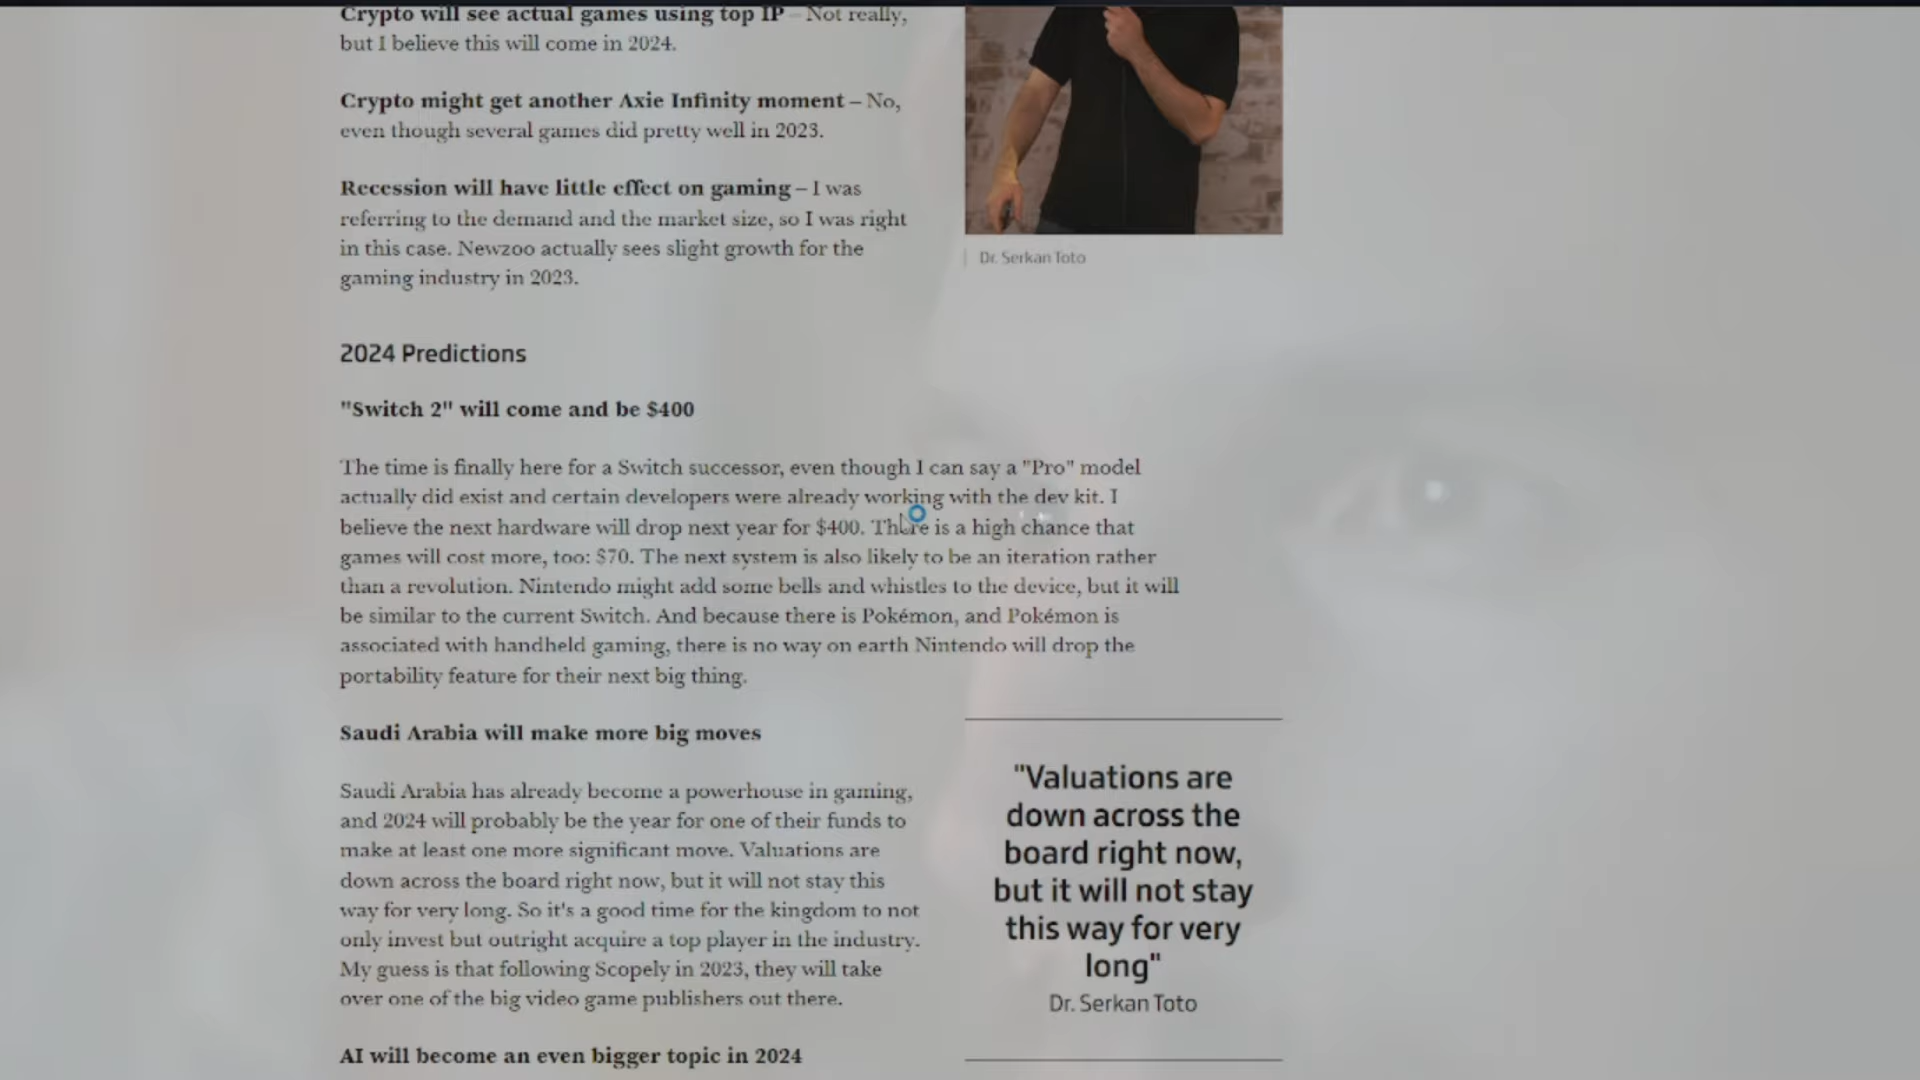 Crypto will see actual games using top IP – Not really,
but I believe this will come in 2024.
Crypto might get another Axie Infinity moment – No,
even though several games did pretty well in 2023.
Recession will have little effect on gaming – I was
referring to the demand and the market size, so I was right
in this case. Newzoo actually sees slight growth for the
gaming industry in 2023.
Dr. Serkan Toto
2024 Predictions
"Switch 2" will come and be $400
The time is finally here for a Switch successor, even though I can say a "Pro" model
actually did exist and certain developers were already working with the dev kit. I
believe the next hardware will drop next year for $400. There is a high chance that
games will cost more, too: $70. The next system is also likely to be an iteration rather
than a revolution. Nintendo might add some bells and whistles to the device, but it will
be similar to the current Switch. And because there is Pokémon, and Pokémon is
associated with handheld gaming, there is no way on earth Nintendo will drop the
portability feature for their next big thing.
Saudi Arabia will make more big moves
Saudi Arabia has already become a powerhouse in gaming,
and 2024 will probably be the year for one of their funds to
make at least one more significant move. Valuations are
down across the board right now, but it will not stay this
way for very long. So it's a good time for the kingdom to not
only invest but outright acquire a top player in the industry.
My guess is that following Scopely in 2023, they will take
over one of the big video game publishers out there.
"Valuations are
down across the
board right now,
but it will not stay
this way for very
long"
Dr. Serkan Toto
AI will become an even bigger topic in 2024